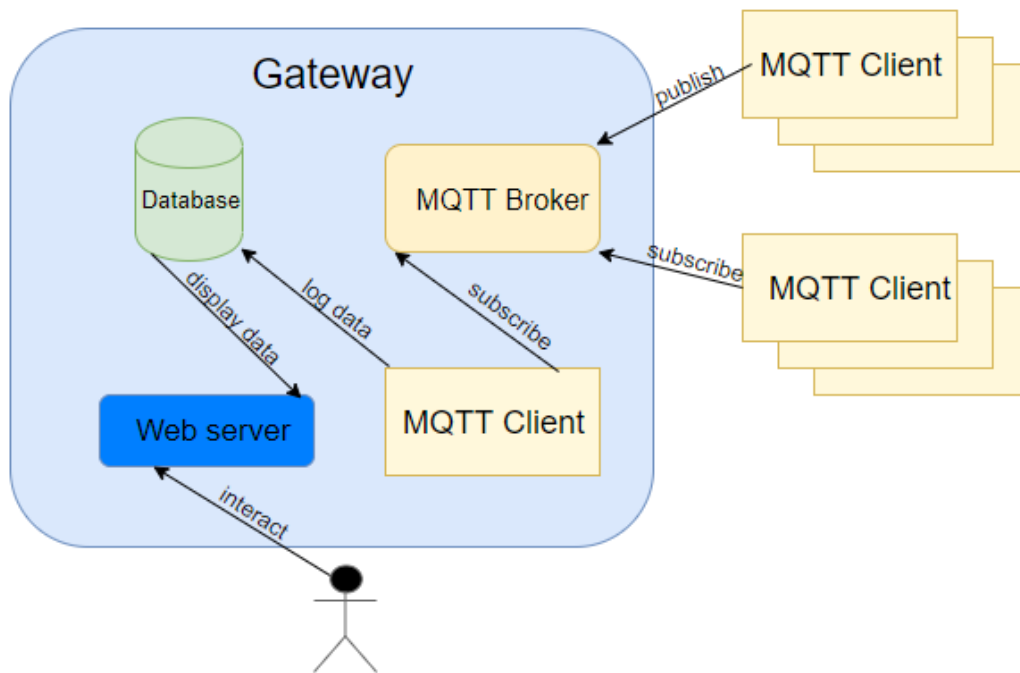 Gateway
MQTT Client
publish
Database
MQTT Broker
subscribe
MQTT Client
display data
log data
subscribe
Web server
MQTT Client
interact